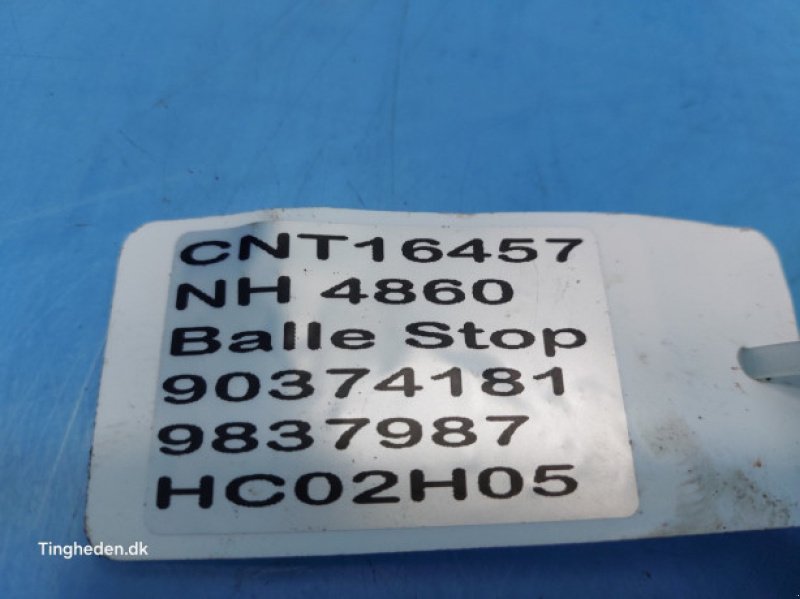 CNT16457
NH 4860
Balle Stop
90374181
9837987
HC02H05
Tingheden.dk